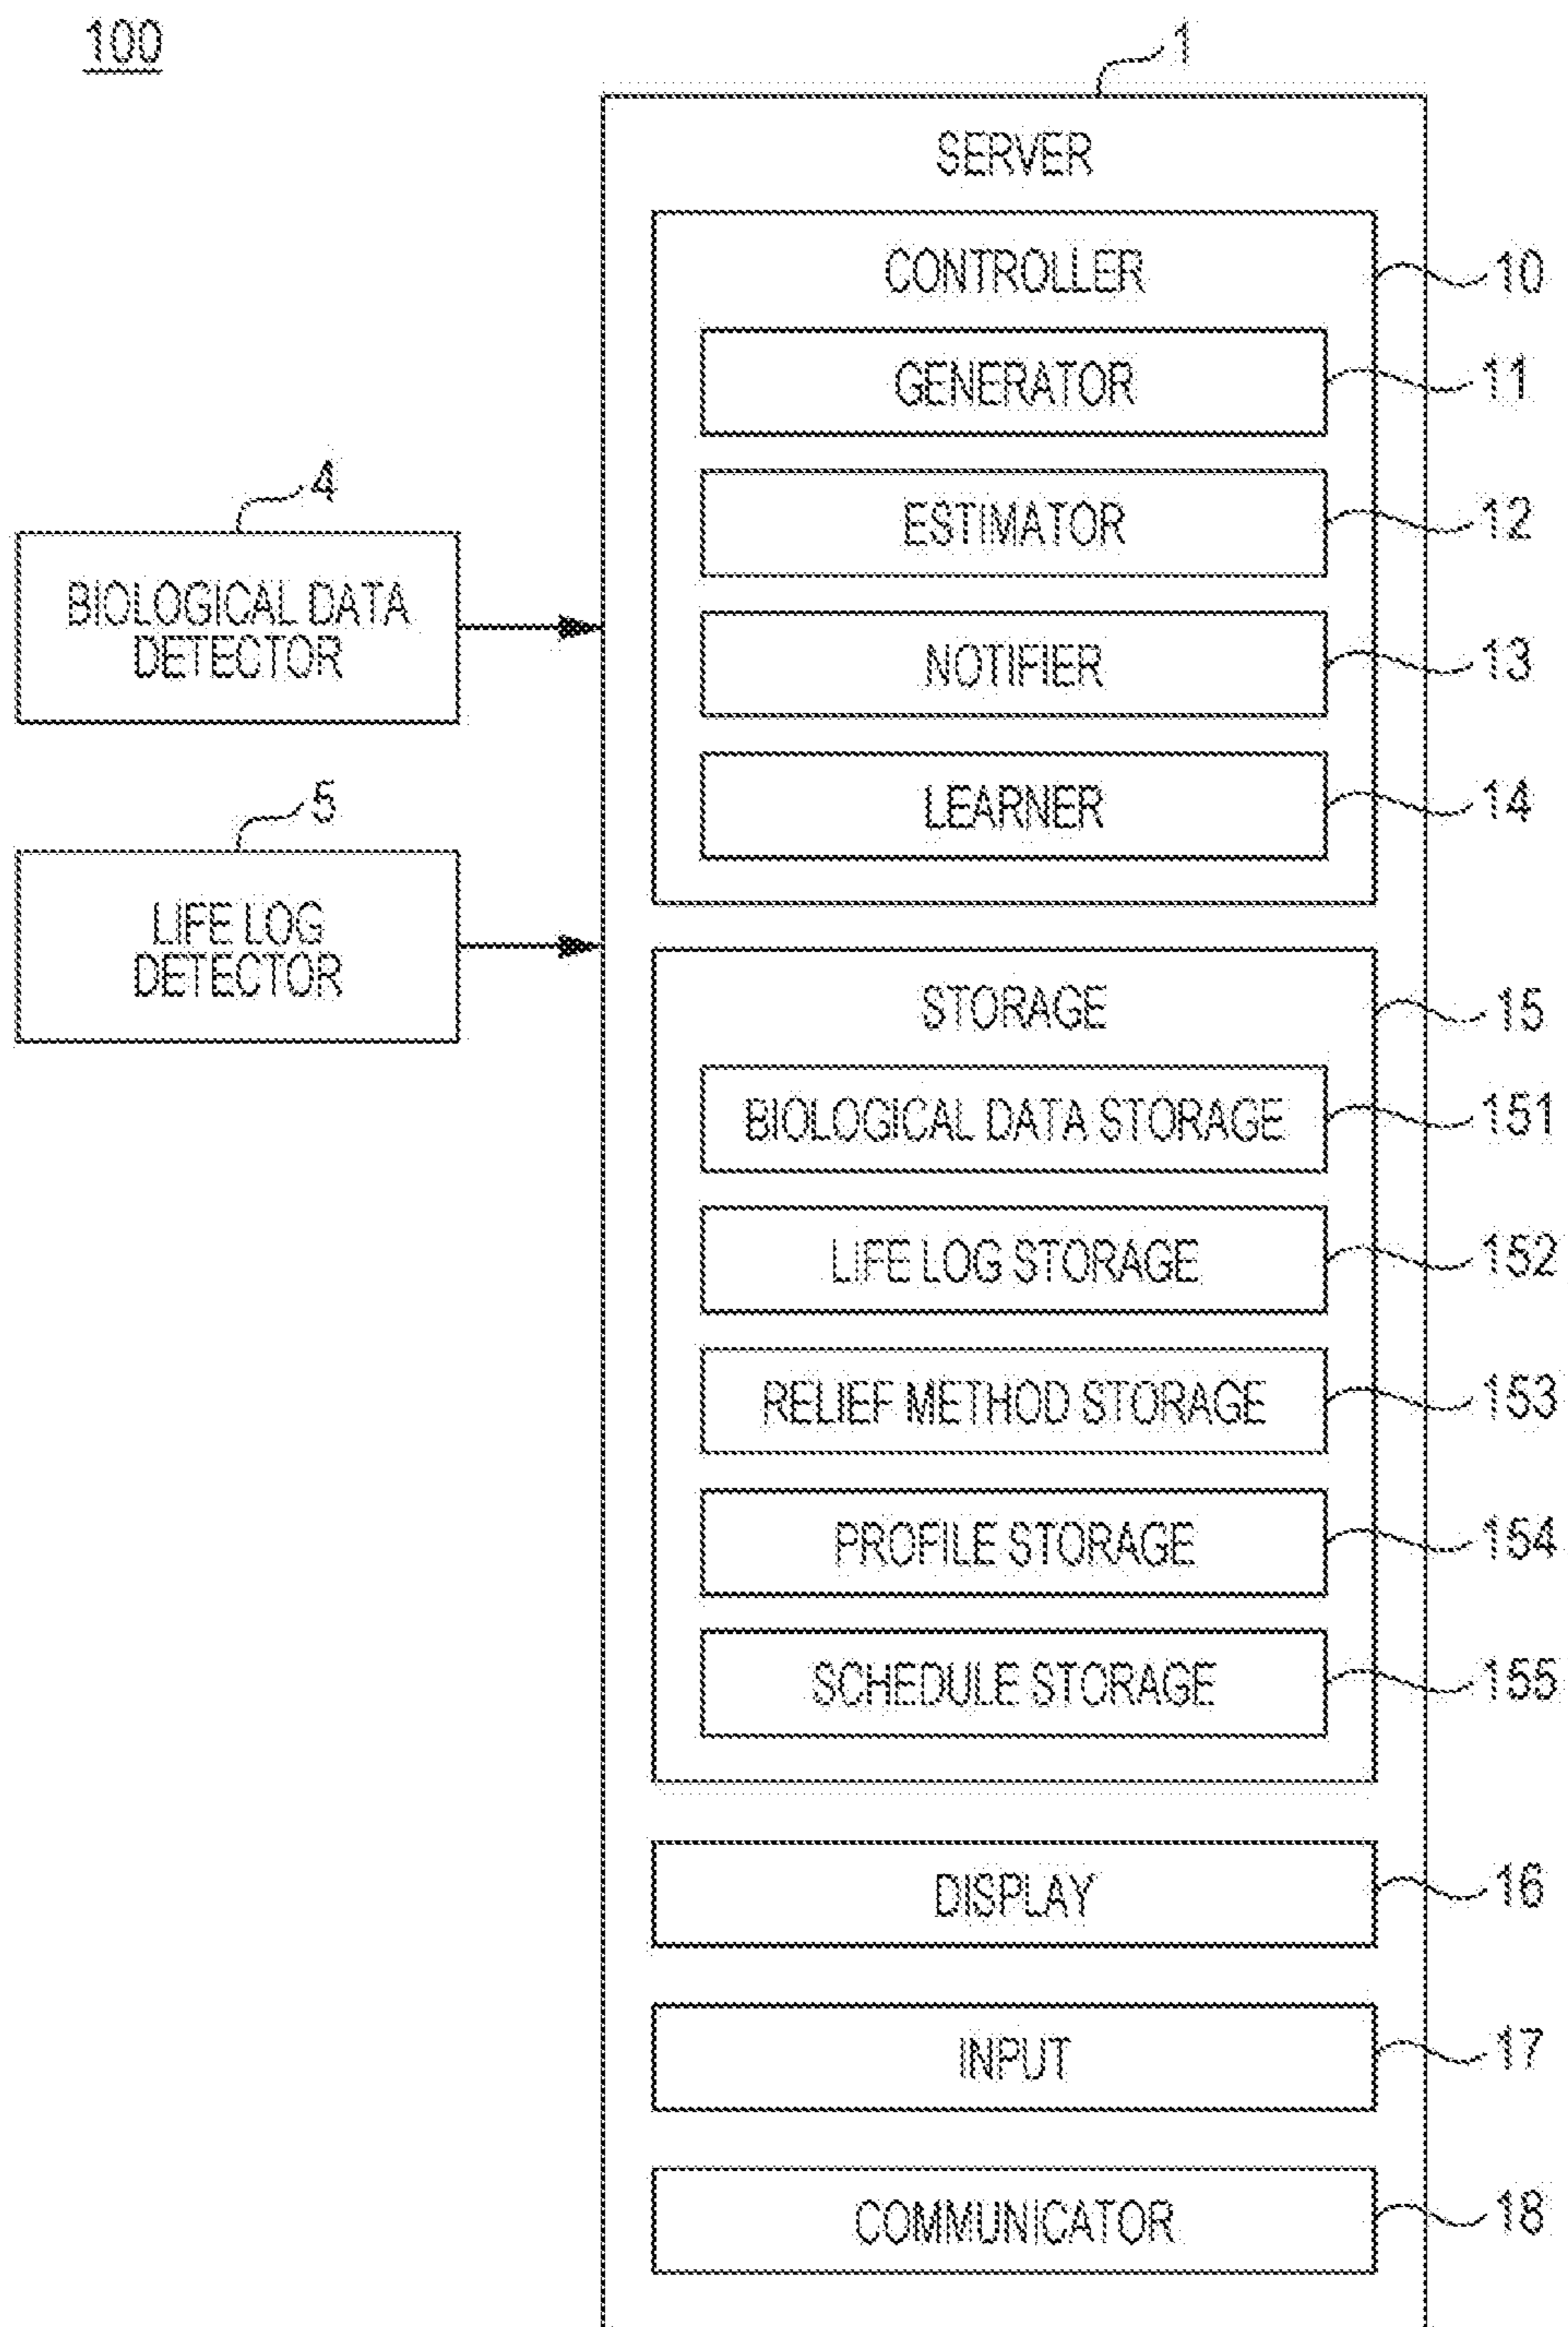 100
1
SERVER
CONTROLLER
10
GENERATOR
11
ESTIMATOR
12
NOTIFIER
13
LEARNER
14
4
BIOLOGICAL DATA
DETECTOR
5
LIFE LOG
DETECTOR
STORAGE
15
BIOLOGICAL DATA STORAGE
151
LIFE LOG STORAGE
152
RELIEF METHOD STORAGE
153
PROFILE STORAGE
154
SCHEDULE STORAGE
155
DISPLAY
16
INPUT
17
COMMUNICATOR
18